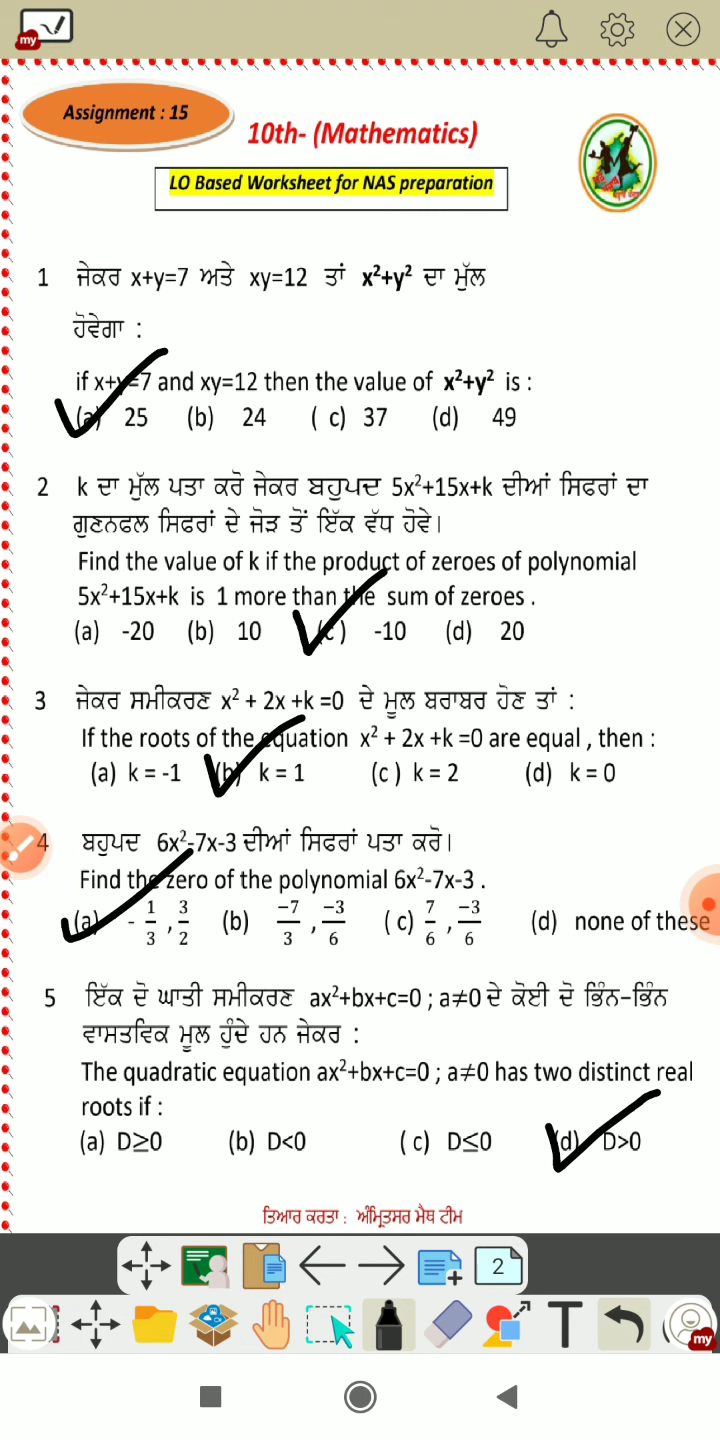 my
Assignment : 15
10th- (Mathematics)
LO Based Worksheet for NAS preparation
1 ਜੇਕਰ x+y=7 ਅਤੇ xy=12 ਤਾਂ x²+y² ਦਾ ਮੁੱਲ
ਹੋਵੇਗਾ :
if x+y=7 and xy=12 then the value of x²+y² is :
(a) 25 (b) 24 ( c) 37 (d) 49
2 k ਦਾ ਮੁੱਲ ਪਤਾ ਕਰੋ ਜੇਕਰ ਬਹੁਪਦ 5x²+15x+k ਦੀਆਂ ਸਿਫਰਾਂ ਦਾ
ਗੁਣਨਫਲ ਸਿਫਰਾਂ ਦੇ ਜੋੜ ਤੋਂ ਇੱਕ ਵੱਧ ਹੋਵੇ।
Find the value of k if the product of zeroes of polynomial
5x²+15x+k is 1 more than the sum of zeroes .
(a) -20 (b) 10 (c ) -10 (d) 20
3 ਜੇਕਰ ਸਮੀਕਰਣ x² + 2x +k =0 ਦੇ ਮੂਲ ਬਰਾਬਰ ਹੋਣ ਤਾਂ :
If the roots of the equation x² + 2x +k =0 are equal , then :
(a) k = -1 (b) k = 1 (c ) k = 2 (d) k = 0
4 ਬਹੁਪਦ 6x²-7x-3 ਦੀਆਂ ਸਿਫਰਾਂ ਪਤਾ ਕਰੋ।
Find the zero of the polynomial 6x²-7x-3 .
(a) - 1/3 , 3/2 (b) −7/3 , −3/6 ( c) 7/6 , −3/6 (d) none of these
5 ਇੱਕ ਦੋ ਘਾਤੀ ਸਮੀਕਰਣ ax²+bx+c=0 ; a≠0 ਦੇ ਕੋਈ ਦੋ ਭਿੰਨ-ਭਿੰਨ
ਵਾਸਤਵਿਕ ਮੂਲ ਹੁੰਦੇ ਹਨ ਜੇਕਰ :
The quadratic equation ax²+bx+c=0 ; a≠0 has two distinct real
roots if :
(a) D≥0 (b) D<0 ( c) D≤0 (d) D>0
ਤਿਆਰ ਕਰਤਾ : ਅੰਮ੍ਰਿਤਸਰ ਮੈਥ ਟੀਮ
2
T
my